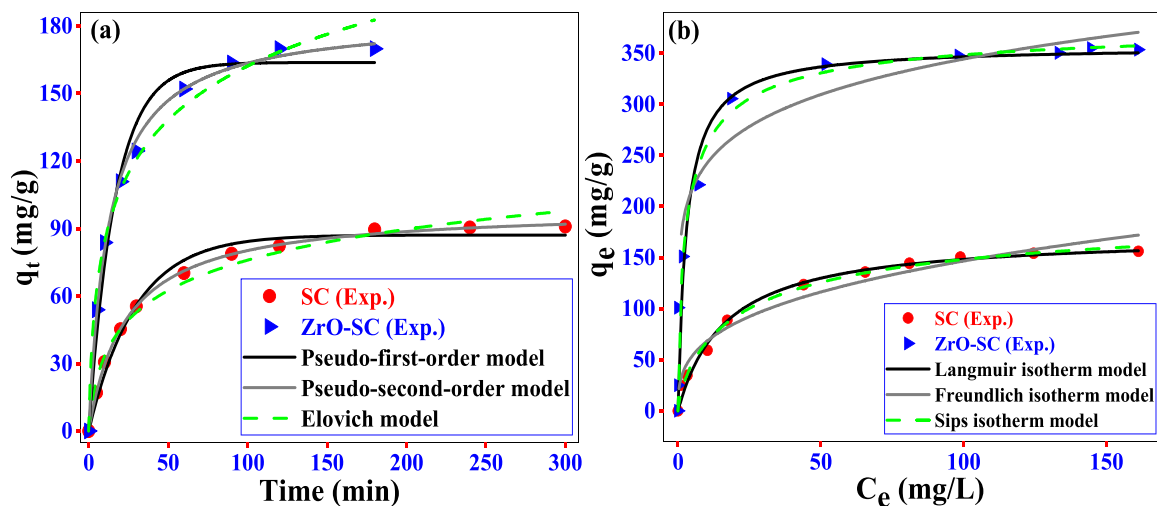 (a)
q_t (mg/g)
180
150
120
90
60
30
0
SC (Exp.)
ZrO-SC (Exp.)
Pseudo-first-order model
Pseudo-second-order model
Elovich model
0 50 100 150 200 250 300
Time (min)
(b)
q_e (mg/g)
350
300
250
200
150
100
50
0
SC (Exp.)
ZrO-SC (Exp.)
Langmuir isotherm model
Freundlich isotherm model
Sips isotherm model
0 50 100 150
C_e (mg/L)